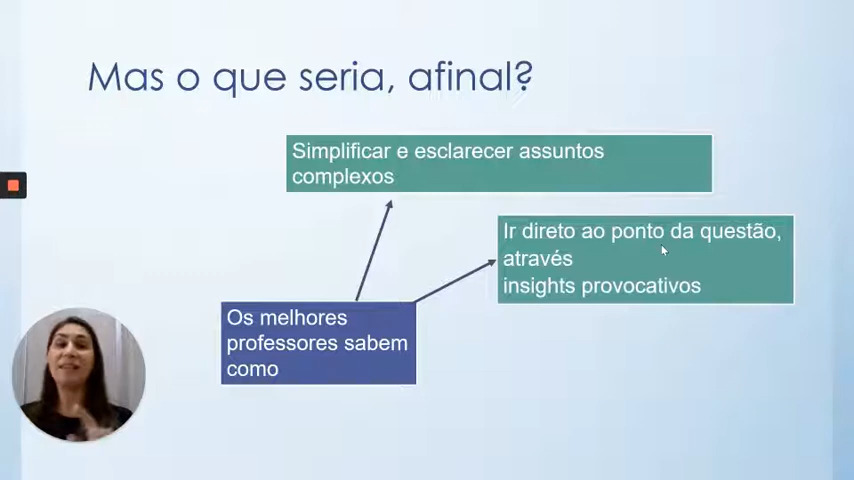 Mas o que seria, afinal?
Simplificar e esclarecer assuntos
complexos
Ir direto ao ponto da questão,
através
insights provocativos
Os melhores
professores sabem
como